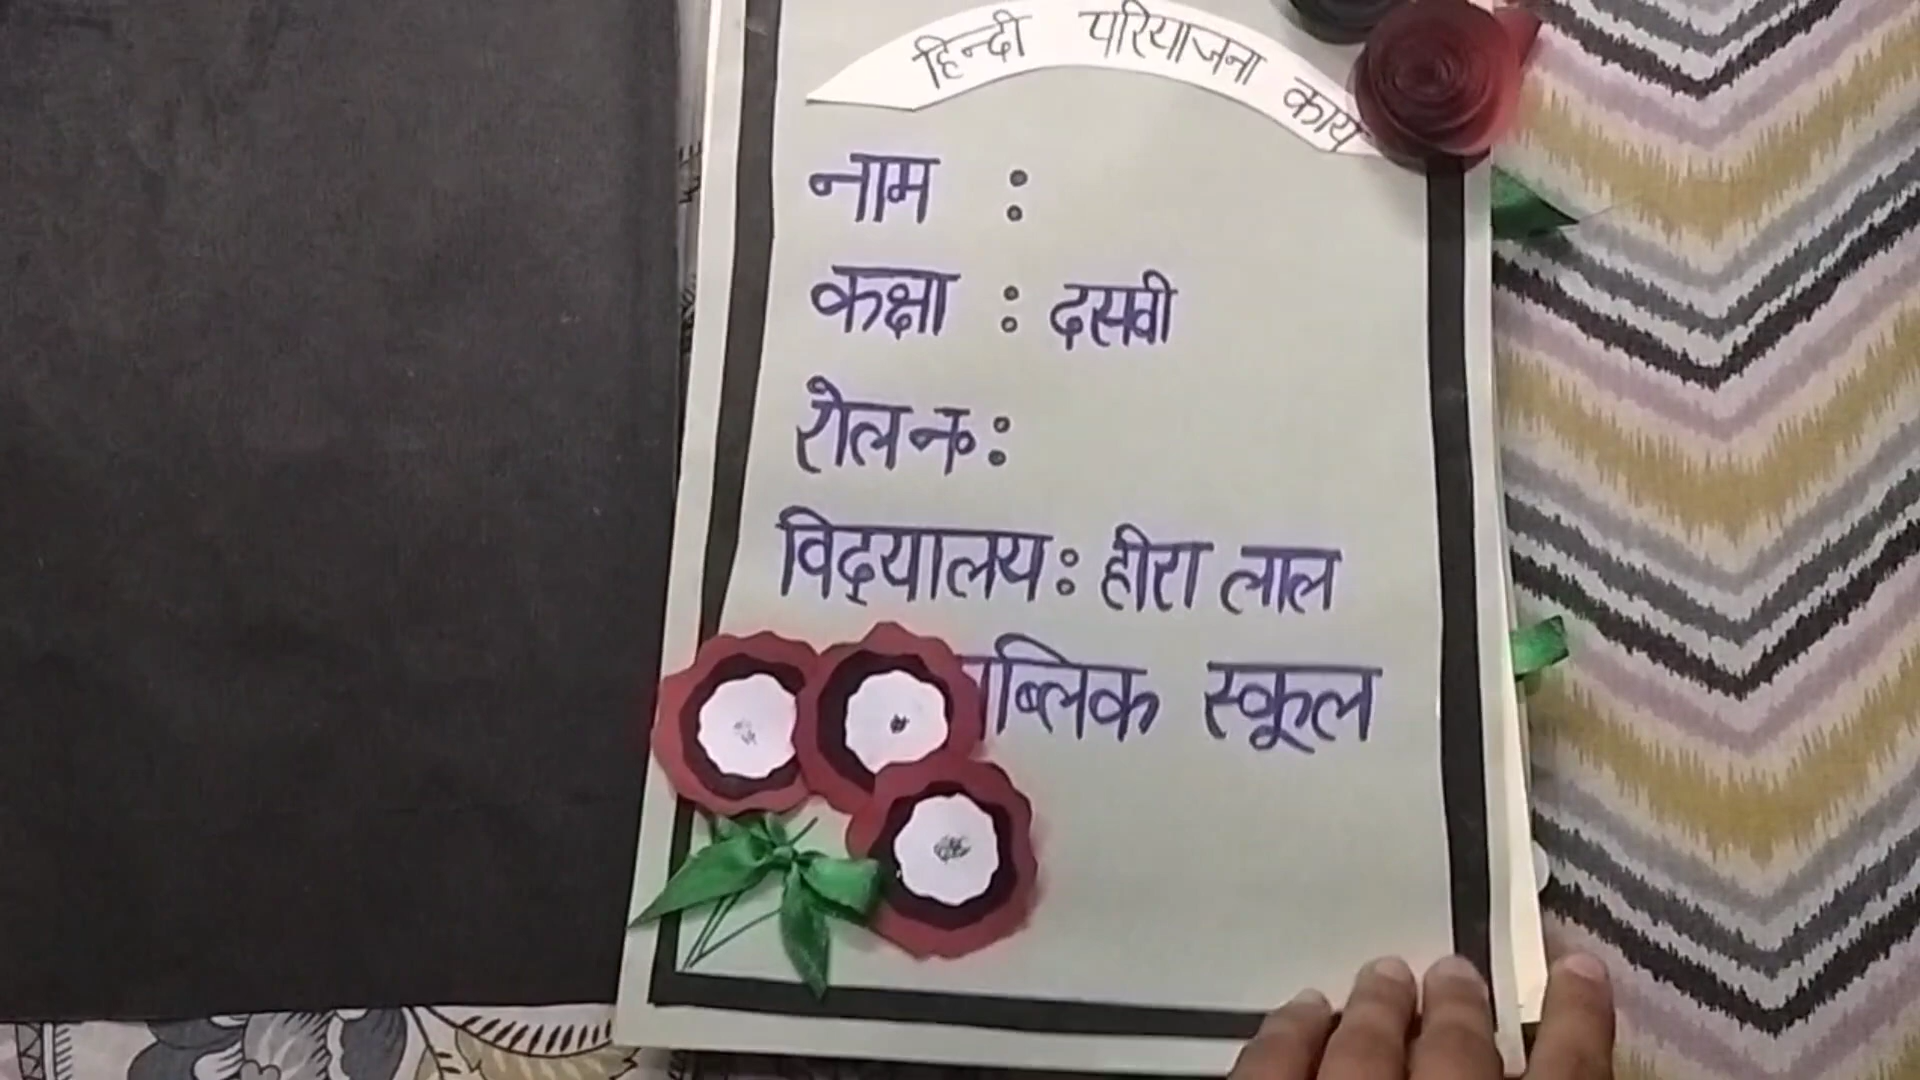 हिन्दी परियाजना कार्य
नाम :
कक्षा : दसवी
रोल न॰ :
विद्यालय : हीरा लाल
ब्लिक स्कूल